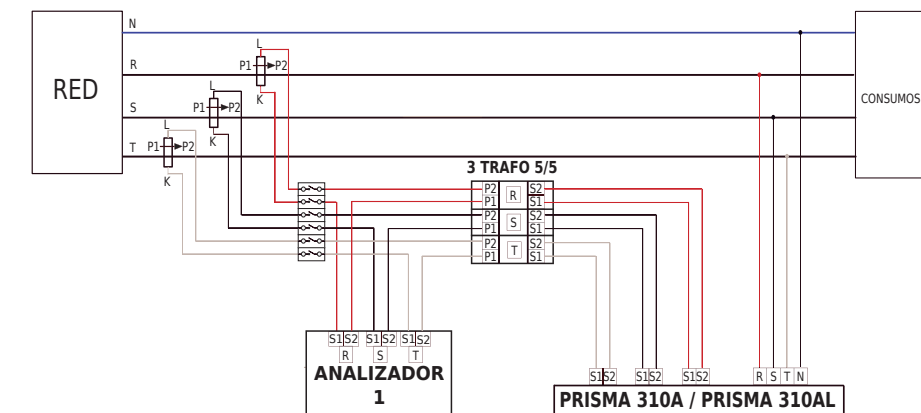 N
L
R
P1 P2
RED
L
K
CONSUMOS
S
P1 P2
L
K
T
P1 P2
K
3 TRAFO 5/5
P2 R S2
P1 S1
P2 S S2
P1 S1
P2 T S2
P1 S1
S1 S2 S1 S2 S1 S2
R S T
ANALIZADOR
1
S1 S2 S1 S2 S1 S2 R S T N
PRISMA 310A / PRISMA 310AL